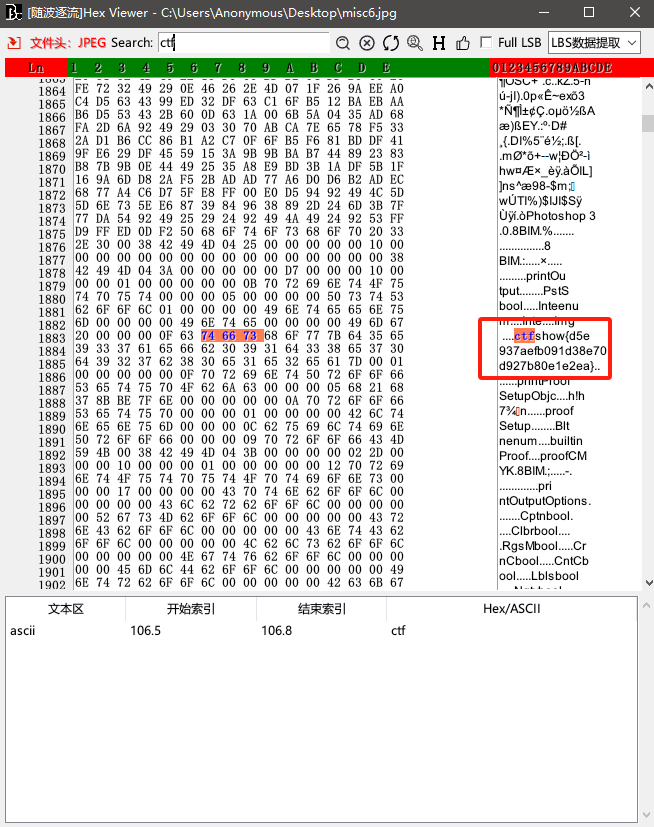 [随波逐流]Hex Viewer - C:\Users\Anonymous\Desktop\misc6.jpg
文件头: JPEG Search: ctf Full LSB LBS数据提取
Ln 1 2 3 4 5 6 7 8 9 A B C D E 0123456789ABCDE
1864 FE 72 32 49 29 0E 46 26 2E 4D 07 1F 26 9A EE A0
1865 C4 D5 63 43 99 ED 32 DF 63 C1 6F B5 12 BA EB AA
1866 B6 D5 53 43 2B 60 0D 63 1A 00 6B 5A 04 35 AD 68
1867 FA 2D 6A 92 49 29 03 30 70 AB CA 7E 65 78 F5 33
1868 2A D1 B6 CC 86 B1 A2 C7 0F 6F B5 F6 81 BD DF 41
1869 9F E6 29 DF 45 59 15 3A 9B 9B BA B7 44 89 23 83
1870 B8 7B 9B 0E 44 49 25 35 A8 E9 BD 3B 1A DF 5B 1F
1871 16 9A 6D D8 2A F5 2B AD AD 77 A6 D0 D6 B2 AD EC
1872 68 77 A4 C6 D7 5F E8 FF 00 E0 D5 94 92 49 4C 5D
1873 5D 6E 73 5E E6 87 39 84 96 38 89 2D 24 6D 3B 7F
1874 77 DA 54 92 49 25 29 24 92 49 4A 49 24 92 53 FF
1875 D9 FF ED 0D F2 50 68 6F 74 6F 73 68 6F 70 20 33
1876 2E 30 00 38 42 49 4D 04 25 00 00 00 00 00 10 00
1877 00 00 00 00 00 00 00 00 00 00 00 00 00 00 00 38
1878 42 49 4D 04 3A 00 00 00 00 00 D7 00 00 00 10 00
1879 00 00 01 00 00 00 00 00 0B 70 72 69 6E 74 4F 75
1880 74 70 75 74 00 00 00 05 00 00 00 00 50 73 74 53
1881 62 6F 6F 6C 01 00 00 00 00 49 6E 74 65 65 6E 75
1882 6D 00 00 00 00 49 6E 74 65 00 00 00 00 49 6D 67
1883 20 00 00 00 0F 63 74 66 73 68 6F 77 7B 64 35 65
1884 39 33 37 61 65 66 62 30 39 31 64 33 38 65 37 30
1885 64 39 32 37 62 38 30 65 31 65 32 65 61 7D 00 01
1886 00 00 00 00 0F 70 72 69 6E 74 50 72 6F 6F 66
1887 53 65 74 75 70 4F 62 6A 63 00 00 00 05 68 21 68
1888 37 8B BE 7F 6E 00 00 00 00 00 0A 70 72 6F 6F 66
1889 53 65 74 75 70 00 00 00 01 00 00 00 00 42 6C 74
1890 6E 65 6E 75 6D 00 00 00 0C 62 75 69 6C 74 69 6E
1891 50 72 6F 6F 66 00 00 00 09 70 72 6F 6F 66 43 4D
1892 59 4B 00 38 42 49 4D 04 3B 00 00 00 00 02 2D 00
1893 00 00 10 00 00 00 01 00 00 00 00 00 12 70 72 69
1894 6E 74 4F 75 74 70 75 74 4F 70 74 69 6F 6E 73 00
1895 00 00 17 00 00 00 00 43 70 74 6E 62 6F 6F 6C 00
1896 00 00 00 00 43 6C 62 72 62 6F 6F 6C 00 00 00 00
1897 00 52 67 73 4D 62 6F 6F 6C 00 00 00 00 00 43 72
1898 6E 43 62 6F 6F 6C 00 00 00 00 00 43 6E 74 43 62
1899 6F 6F 6C 00 00 00 00 00 4C 62 6C 73 62 6F 6F 6C
1900 00 00 00 00 00 4E 67 74 76 62 6F 6F 6C 00 00 00
1901 00 00 45 6D 6C 44 62 6F 6F 6C 00 00 00 00 00 49
1902 6E 74 72 62 6F 6F 6C 00 00 00 00 00 42 63 6B 67
]ns^æ98-$m;
wÚTI%)$IJI$Sÿ
Ùÿí.òPhotoshop 3
.0.8BIM.%.......
...............8
BIM.:.....×.....
.........printOu
tput........PstS
bool.....Inteenu
m....Inte....Img
....ctfshow{d5e
937aefb091d38e70
d927b80e1e2ea}..
......printProof
SetupObjc....h!h
7¾n......proof
Setup........Blt
nenum....builtin
Proof....proofCM
YK.8BIM.;.....-.
.............pri
ntOutputOptions.
.......Cptnbool.
....Clbrbool....
.RgsMbool.....Cr
nCbool.....CntCb
ool.....Lblsbool
文本区 开始索引 结束索引 Hex/ASCII
ascii 106.5 106.8 ctf